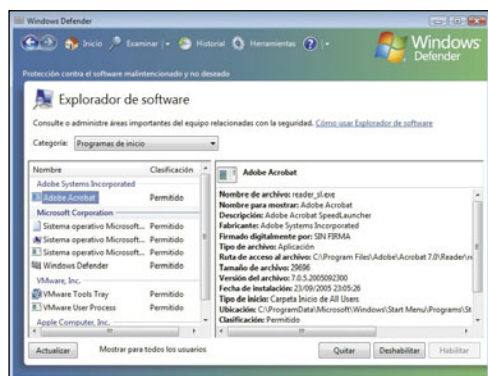 Windows Defender
Inicio Examinar Historial Herramientas
Windows
Defender
Protección contra el software malintencionado y no deseado
Explorador de software
Consulte o administre áreas importantes del equipo relacionadas con la seguridad. Cómo usar Explorador de software
Categoría: Programas de inicio
Nombre Clasificación
Adobe Systems Incorporated
Adobe Acrobat Permitido
Microsoft Corporation
Sistema operativo Microsoft... Permitido
Sistema operativo Microsoft... Permitido
Sistema operativo Microsoft... Permitido
Windows Defender Permitido
VMware, Inc.
VMware Tools Tray Permitido
VMware User Process Permitido
Apple Computer, Inc.
Adobe Acrobat
Nombre de archivo: reader_sl.exe
Nombre para mostrar: Adobe Acrobat
Descripción: Adobe Acrobat SpeedLauncher
Fabricante: Adobe Systems Incorporated
Firmado digitalmente por: SIN FIRMA
Tipo de archivo: Aplicación
Ruta de acceso al archivo: C:\Program Files\Adobe\Acrobat 7.0\Reader\re
Tamaño de archivo: 29696
Versión del archivo: 7.0.5.2005092300
Fecha de instalación: 23/09/2005 23:05:26
Tipo de inicio: Carpeta Inicio de All Users
Ubicación: C:\ProgramData\Microsoft\Windows\Start Menu\Programs\St
Clasificación: Permitido
Actualizar Mostrar para todos los usuarios Quitar Deshabilitar Habilitar